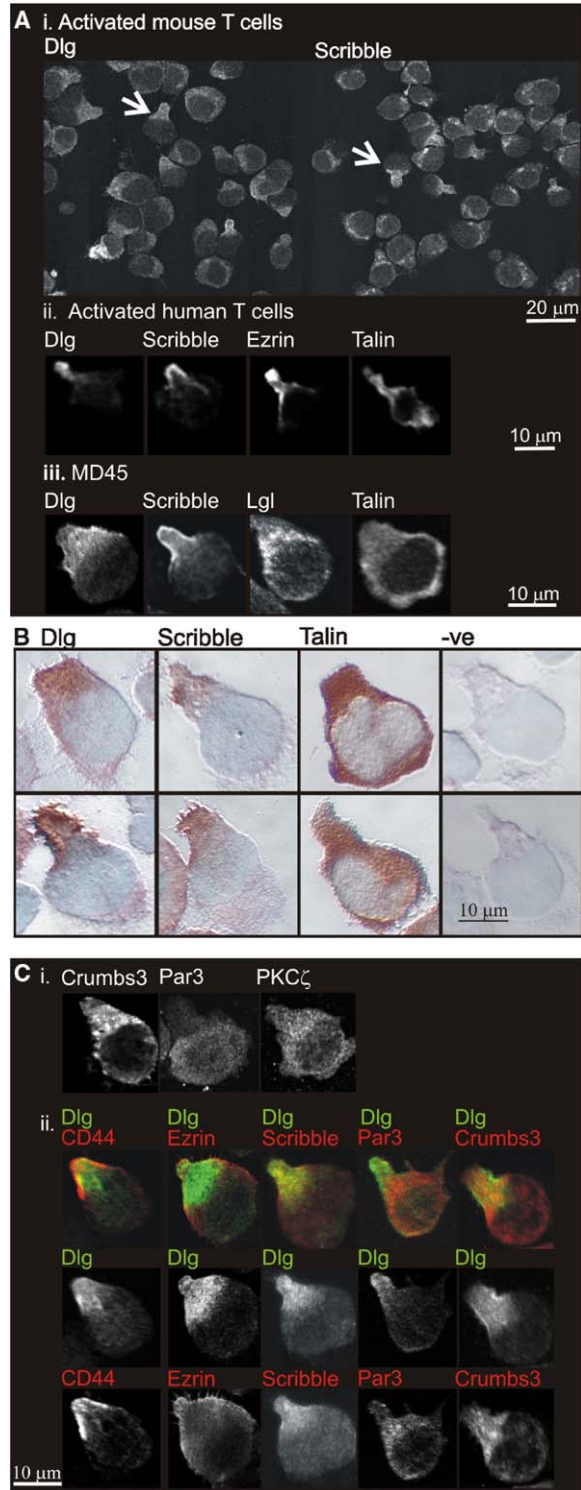 A i. Activated mouse T cells
Dlg Scribble
20 μm
ii. Activated human T cells
Dlg Scribble Ezrin Talin
10 μm
iii. MD45
Dlg Scribble Lgl Talin
10 μm
B Dlg Scribble Talin -ve
10 μm
C i. Crumbs3 Par3 PKCζ
ii. Dlg Dlg Dlg Dlg Dlg
CD44 Ezrin Scribble Par3 Crumbs3
Dlg Dlg Dlg Dlg Dlg
CD44 Ezrin Scribble Par3 Crumbs3
10 μm